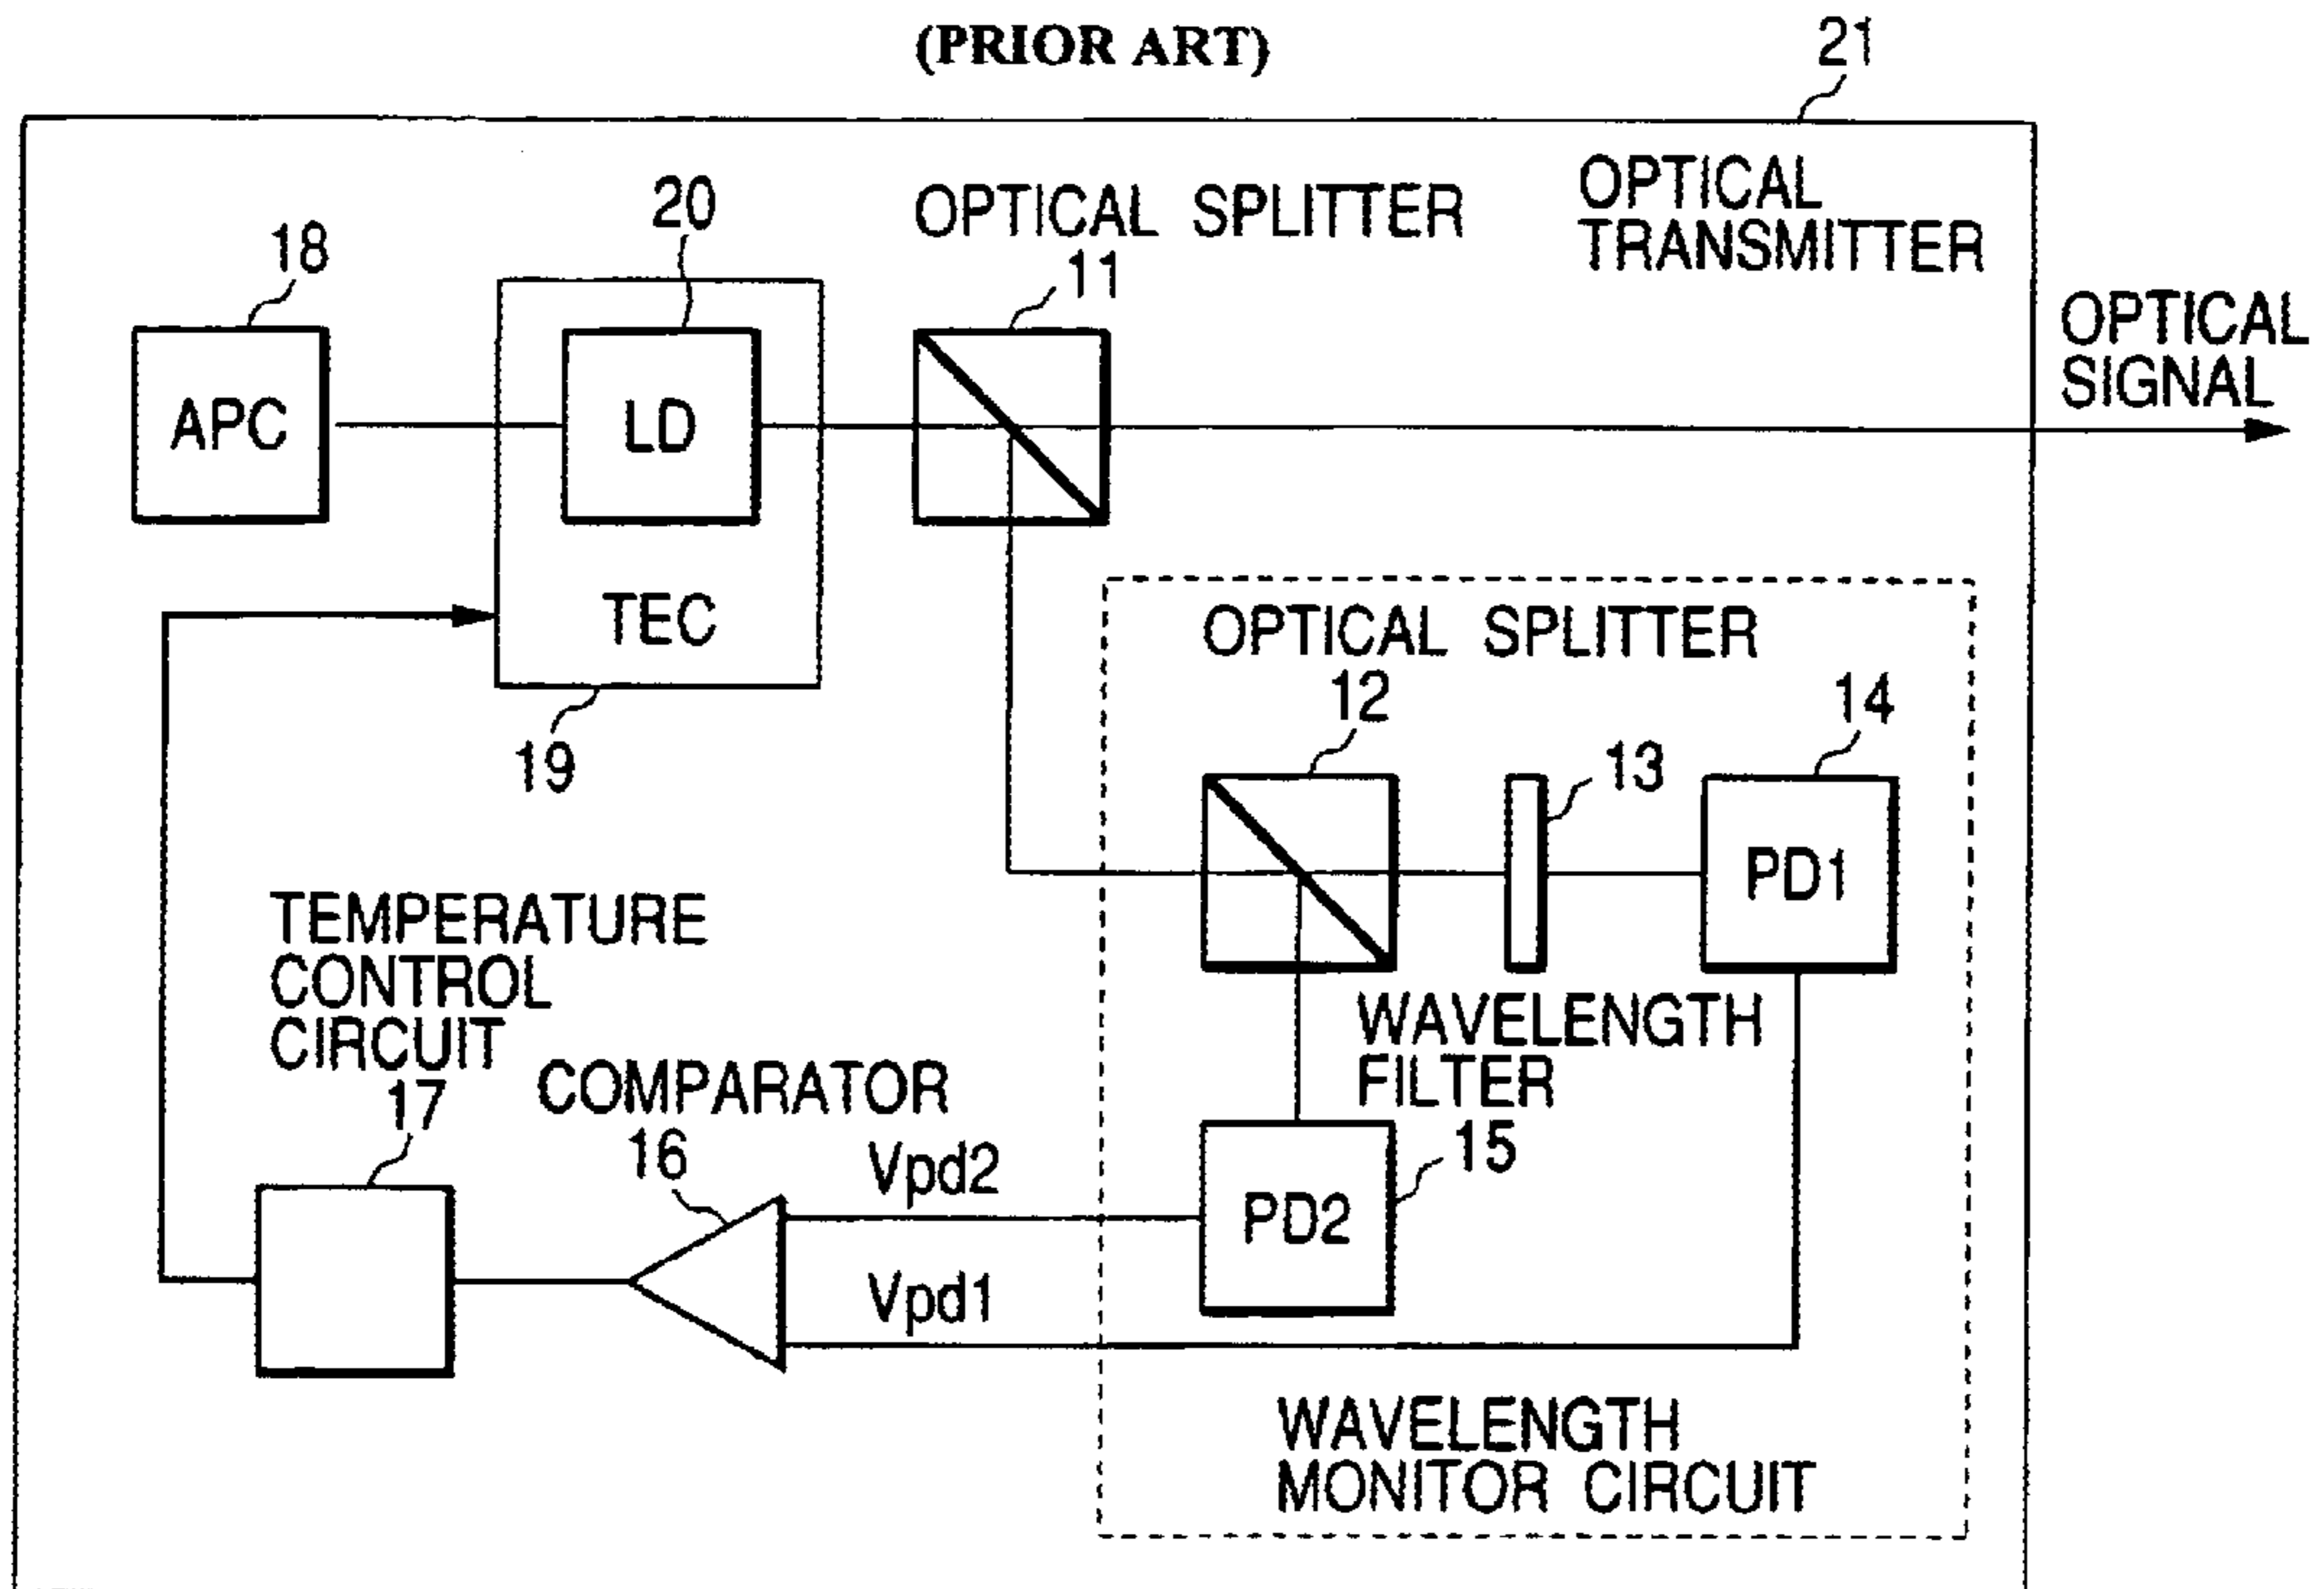 (PRIOR ART)
21
OPTICAL
TRANSMITTER
20
OPTICAL SPLITTER
11
18
OPTICAL
SIGNAL
APC
LD
TEC
19
OPTICAL SPLITTER
12
13
14
PD1
WAVELENGTH
FILTER
15
PD2
TEMPERATURE
CONTROL
CIRCUIT
17
COMPARATOR
16
Vpd2
Vpd1
WAVELENGTH
MONITOR CIRCUIT